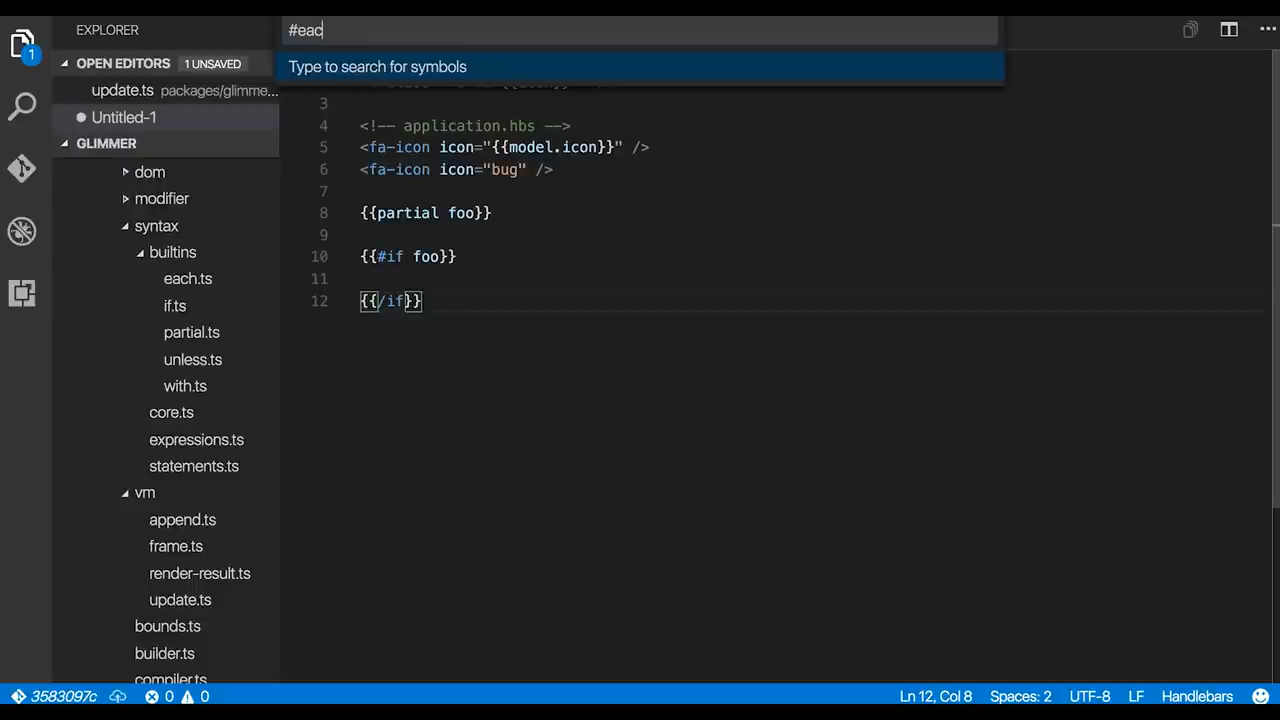 #eac
Type to search for symbols
EXPLORER
1
OPEN EDITORS 1 UNSAVED
update.ts packages/glimme...
Untitled-1
GLIMMER
dom
modifier
syntax
builtins
each.ts
if.ts
partial.ts
unless.ts
with.ts
core.ts
expressions.ts
statements.ts
vm
append.ts
frame.ts
render-result.ts
update.ts
bounds.ts
builder.ts
compiler.ts
3
4 <!-- application.hbs -->
5 <fa-icon icon="{{model.icon}}" />
6 <fa-icon icon="bug" />
7
8 {{partial foo}}
9
10 {{#if foo}}
11
12 {{/if}}
3583097c 0 0 Ln 12, Col 8 Spaces: 2 UTF-8 LF Handlebars